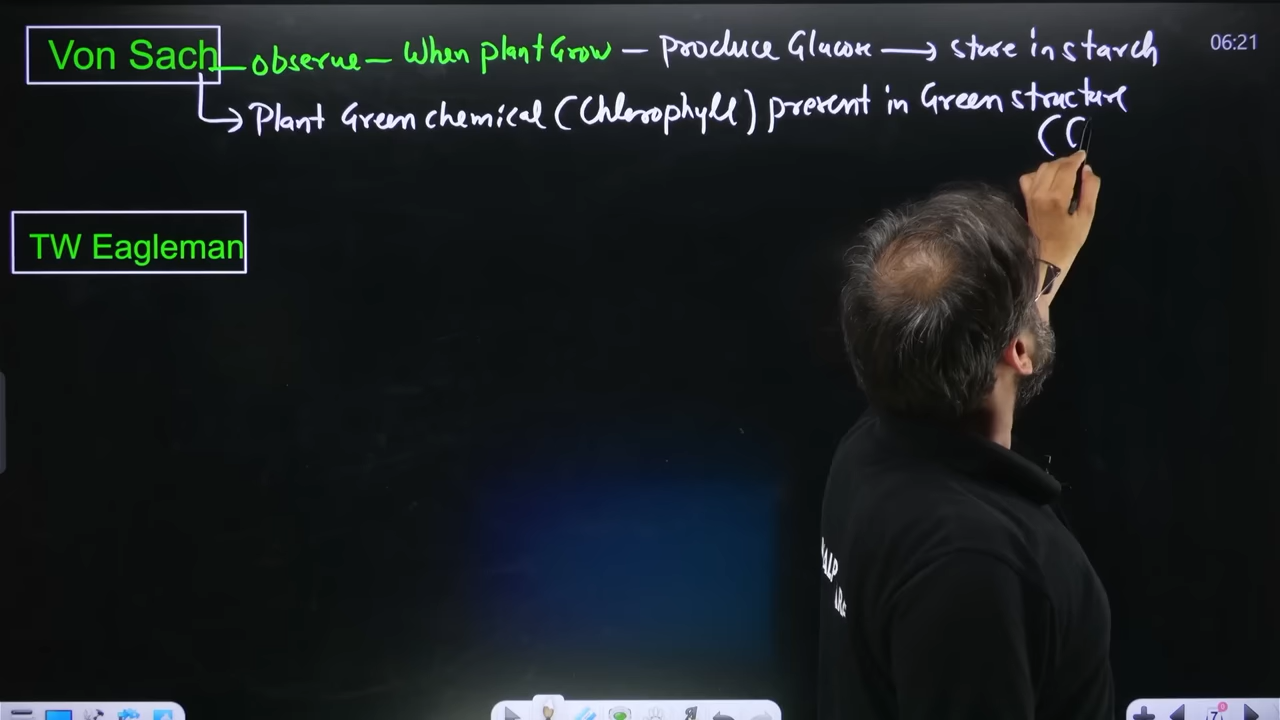 Von Sach observe - When plant Grow - produce Glucose → store in starch
06:21
→ Plant Green chemical (Chlorophyll) present in Green structure
(C
TW Eagleman
7